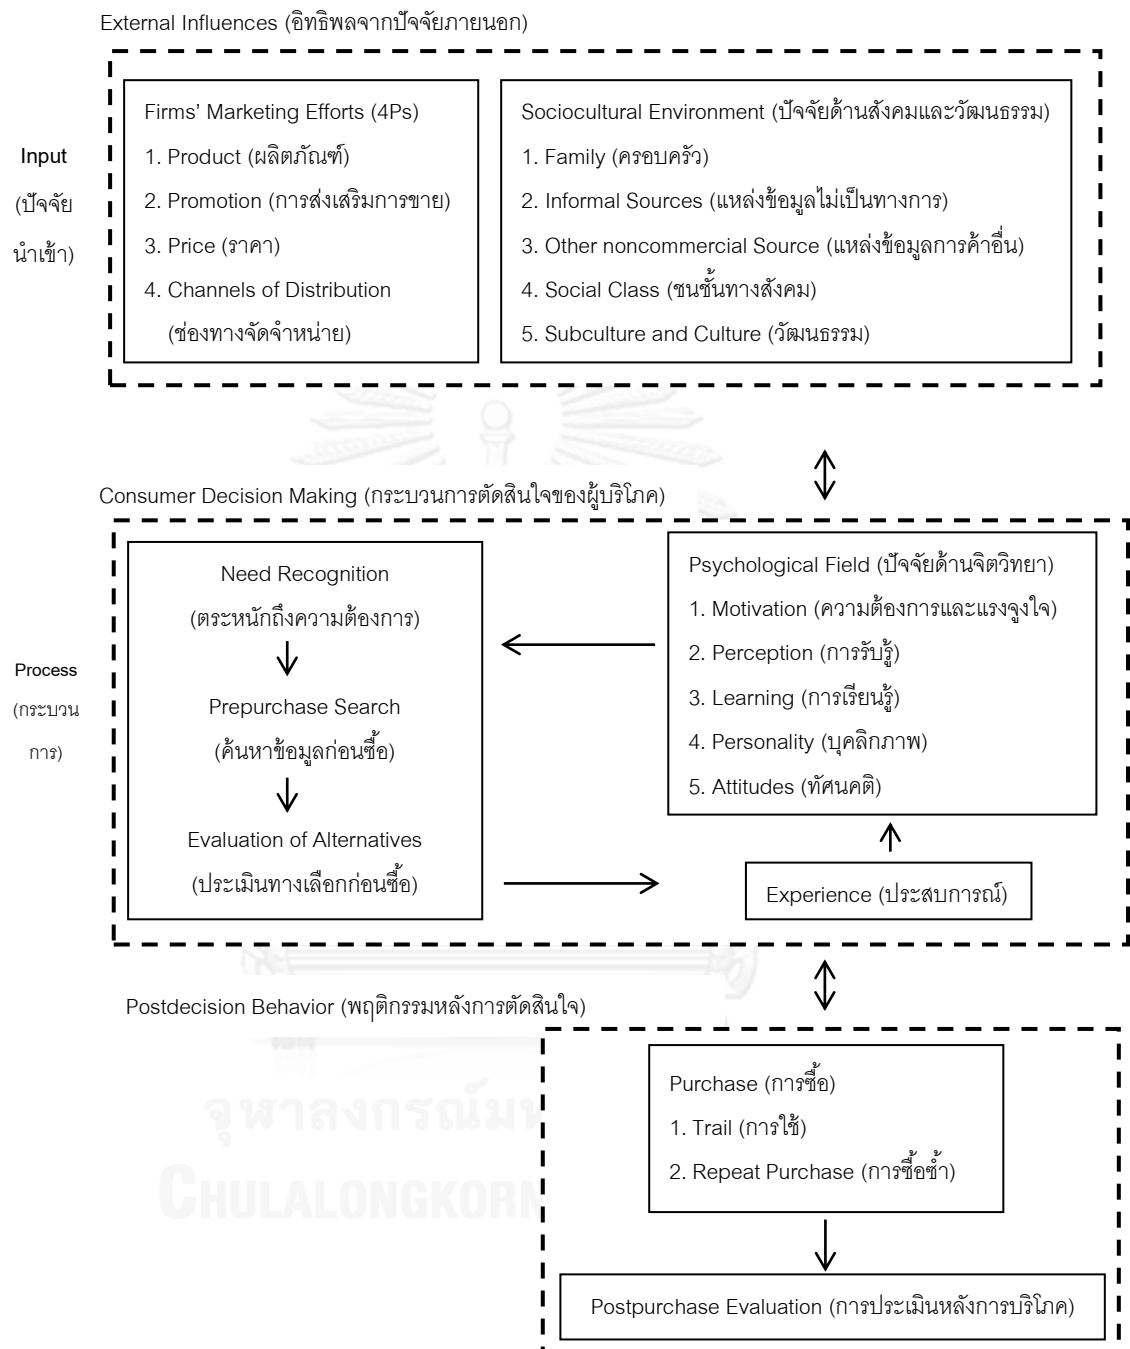 External Influences (อิทธิพลจากปัจจัยภายนอก)
Input
(ปัจจัย
นำเข้า)
Firms' Marketing Efforts (4Ps)
1. Product (ผลิตภัณฑ์)
2. Promotion (การส่งเสริมการขาย)
3. Price (ราคา)
4. Channels of Distribution
(ช่องทางจัดจำหน่าย)
Sociocultural Environment (ปัจจัยด้านสังคมและวัฒนธรรม)
1. Family (ครอบครัว)
2. Informal Sources (แหล่งข้อมูลไม่เป็นทางการ)
3. Other noncommercial Source (แหล่งข้อมูลการค้าอื่น)
4. Social Class (ชนชั้นทางสังคม)
5. Subculture and Culture (วัฒนธรรม)
Consumer Decision Making (กระบวนการตัดสินใจของผู้บริโภค)
Process
(กระบวน
การ)
Need Recognition
(ตระหนักถึงความต้องการ)
Prepurchase Search
(ค้นหาข้อมูลก่อนซื้อ)
Evaluation of Alternatives
(ประเมินทางเลือกก่อนซื้อ)
Psychological Field (ปัจจัยด้านจิตวิทยา)
1. Motivation (ความต้องการและแรงจูงใจ)
2. Perception (การรับรู้)
3. Learning (การเรียนรู้)
4. Personality (บุคลิกภาพ)
5. Attitudes (ทัศนคติ)
Experience (ประสบการณ์)
Postdecision Behavior (พฤติกรรมหลังการตัดสินใจ)
Purchase (การซื้อ)
1. Trail (การใช้)
2. Repeat Purchase (การซื้อซ้ำ)
Postpurchase Evaluation (การประเมินหลังการบริโภค)
จุฬาลงกรณ์มห
CHULALONGKORN